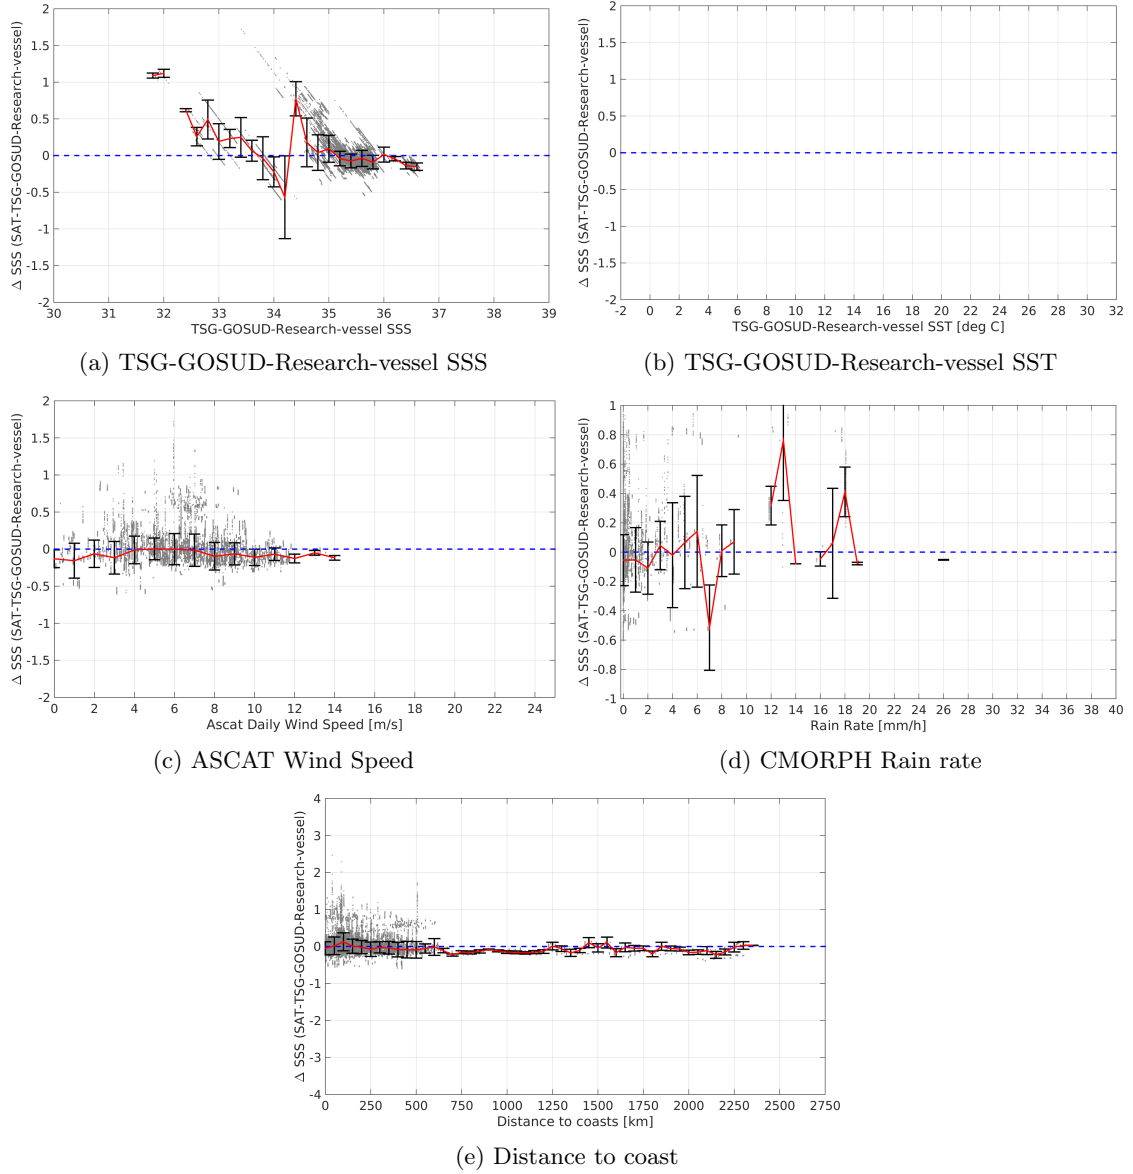 Δ SSS (SAT-TSG-GOSUD-Research-vessel)
2
1.5
1
0.5
0
-0.5
-1
-1.5
-2
30 31 32 33 34 35 36 37 38 39
TSG-GOSUD-Research-vessel SSS
(a) TSG-GOSUD-Research-vessel SSS
Δ SSS (SAT-TSG-GOSUD-Research-vessel)
2
1.5
1
0.5
0
-0.5
-1
-1.5
-2
-2 0 2 4 6 8 10 12 14 16 18 20 22 24 26 28 30 32
TSG-GOSUD-Research-vessel SST [deg C]
(b) TSG-GOSUD-Research-vessel SST
Δ SSS (SAT-TSG-GOSUD-Research-vessel)
2
1.5
1
0.5
0
-0.5
-1
-1.5
-2
0 2 4 6 8 10 12 14 16 18 20 22 24
Ascat Daily Wind Speed [m/s]
(c) ASCAT Wind Speed
Δ SSS (SAT-TSG-GOSUD-Research-vessel)
1
0.8
0.6
0.4
0.2
0
-0.2
-0.4
-0.6
-0.8
-1
0 2 4 6 8 10 12 14 16 18 20 22 24 26 28 30 32 34 36 38 40
Rain Rate [mm/h]
(d) CMORPH Rain rate
Δ SSS (SAT-TSG-GOSUD-Research-vessel)
4
3
2
1
0
-1
-2
-3
-4
0 250 500 750 1000 1250 1500 1750 2000 2250 2500 2750
Distance to coasts [km]
(e) Distance to coast